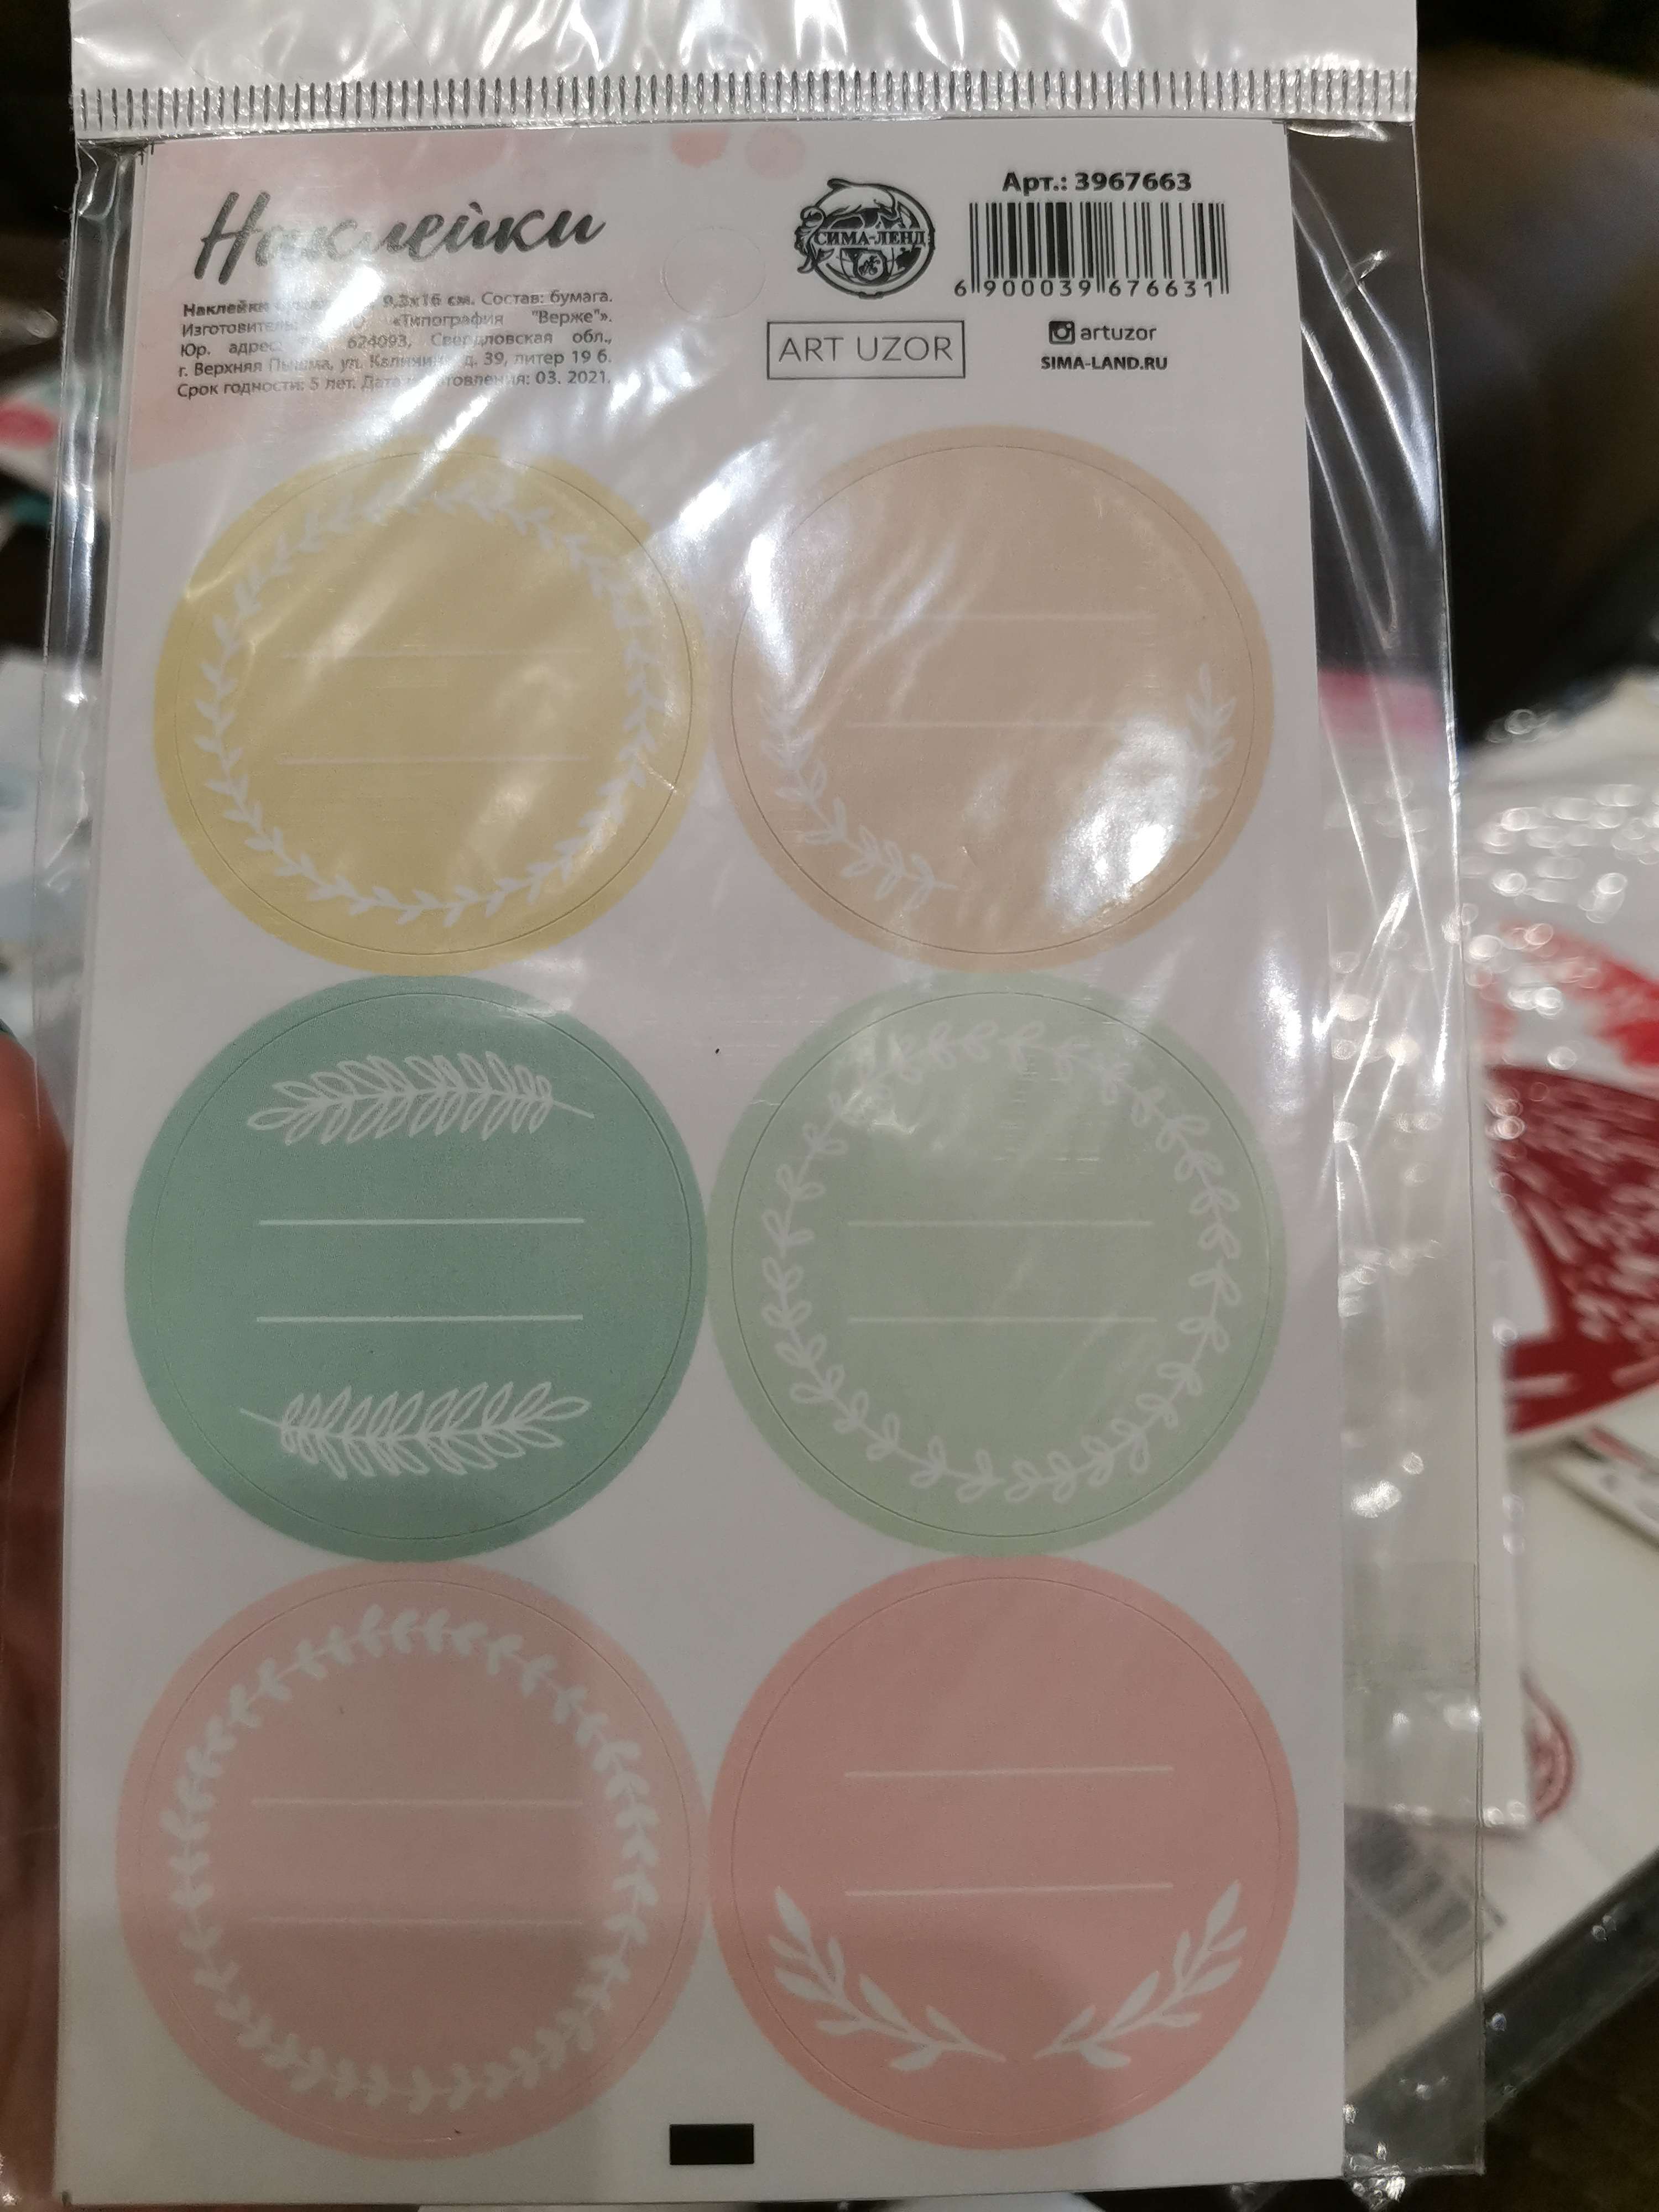 Наклейки
Наклейки 9,3х16 см. Состав: бумага.
Изготовитель: «Типография "Верже"».
Юр. адрес: 624093, Свердловская обл.,
г. Верхняя Пышма, ул. Калинина, д. 39, литер 19 б.
Срок годности: 5 лет. Дата изготовления: 03. 2021.
СИМА-ЛЕНД
ART UZOR
Арт.: 3967663
6 900039 676631
artuzor
SIMA-LAND.RU